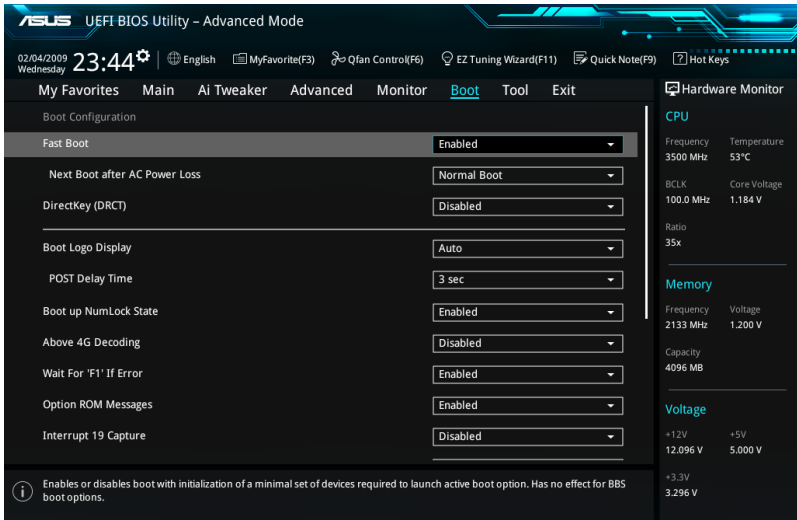 ASUS UEFI BIOS Utility – Advanced Mode
02/04/2009
Wednesday
23:44
English
MyFavorite(F3)
Qfan Control(F6)
EZ Tuning Wizard(F11)
Quick Note(F9)
? Hot Keys
My Favorites Main Ai Tweaker Advanced Monitor Boot Tool Exit
Boot Configuration
Fast Boot Enabled
Next Boot after AC Power Loss Normal Boot
DirectKey (DRCT) Disabled
Boot Logo Display Auto
POST Delay Time 3 sec
Boot up NumLock State Enabled
Above 4G Decoding Disabled
Wait For 'F1' If Error Enabled
Option ROM Messages Enabled
Interrupt 19 Capture Disabled
i
Enables or disables boot with initialization of a minimal set of devices required to launch active boot option. Has no effect for BBS
boot options.
Hardware Monitor
CPU
Frequency Temperature
3500 MHz 53°C
BCLK Core Voltage
100.0 MHz 1.184 V
Ratio
35x
Memory
Frequency Voltage
2133 MHz 1.200 V
Capacity
4096 MB
Voltage
+12V +5V
12.096 V 5.000 V
+3.3V
3.296 V